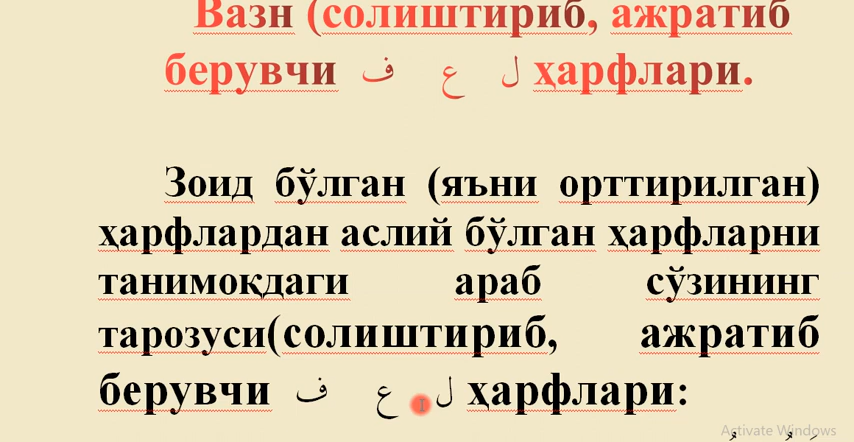 Вазн (солиштириб, ажратиб
берувчи ف ع ل ҳарфлари.
Зоид бўлган (яъни орттирилган)
ҳарфлардан аслий бўлган ҳарфларни
танимоқдаги араб сўзининг
тарозуси(солиштириб, ажратиб
берувчи ف ع ل ҳарфлари:
Activate Windows